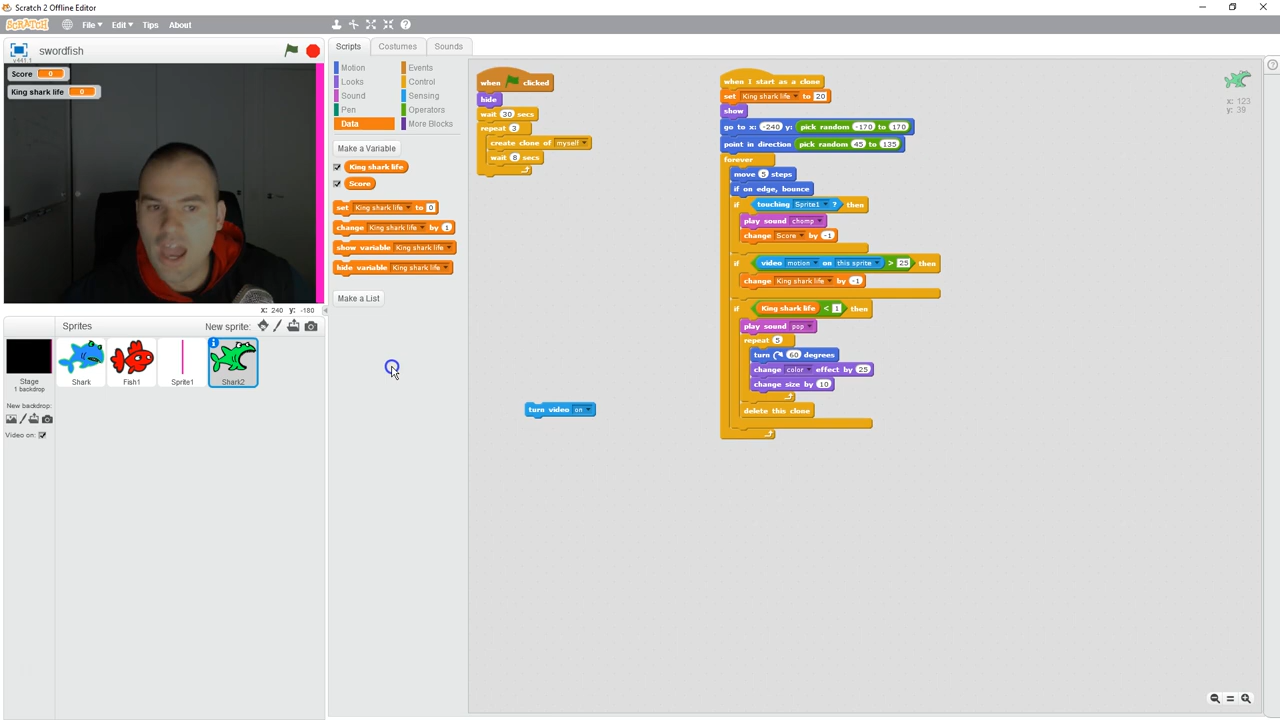 Scratch 2 Offline Editor
SCRATCH File Edit Tips About
swordfish
v441.1
Score 0
King shark life 0
x: 240 y: -180
Sprites New sprite:
Stage
1 backdrop
Shark
Fish1
Sprite1
Shark2
New backdrop:
Video on:
Scripts Costumes Sounds
Motion Events
Looks Control
Sound Sensing
Pen Operators
Data More Blocks
Make a Variable
King shark life
Score
set King shark life to 0
change King shark life by 1
show variable King shark life
hide variable King shark life
Make a List
when clicked
hide
wait 30 secs
repeat 3
create clone of myself
wait 8 secs
turn video on
when I start as a clone
set King shark life to 20
show
go to x: -240 y: pick random -170 to 170
point in direction pick random 45 to 135
forever
move 5 steps
if on edge, bounce
if touching Sprite1 ? then
play sound chomp
change Score by -1
if video motion on this sprite > 25 then
change King shark life by -1
if King shark life < 1 then
play sound pop
repeat 5
turn 60 degrees
change color effect by 25
change size by 10
delete this clone
x: 123
y: 39